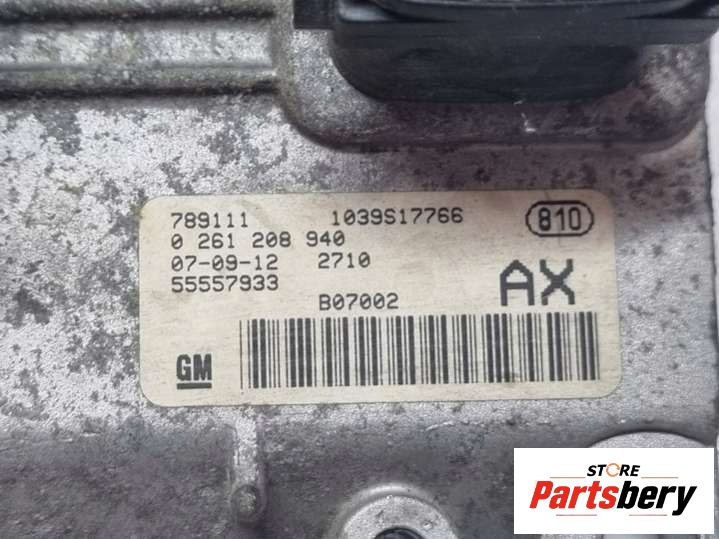 789111 1039S17766 810
0 261 208 940
07-09-12 2710
55557933 AX
B07002
GM
STORE
Partsbery